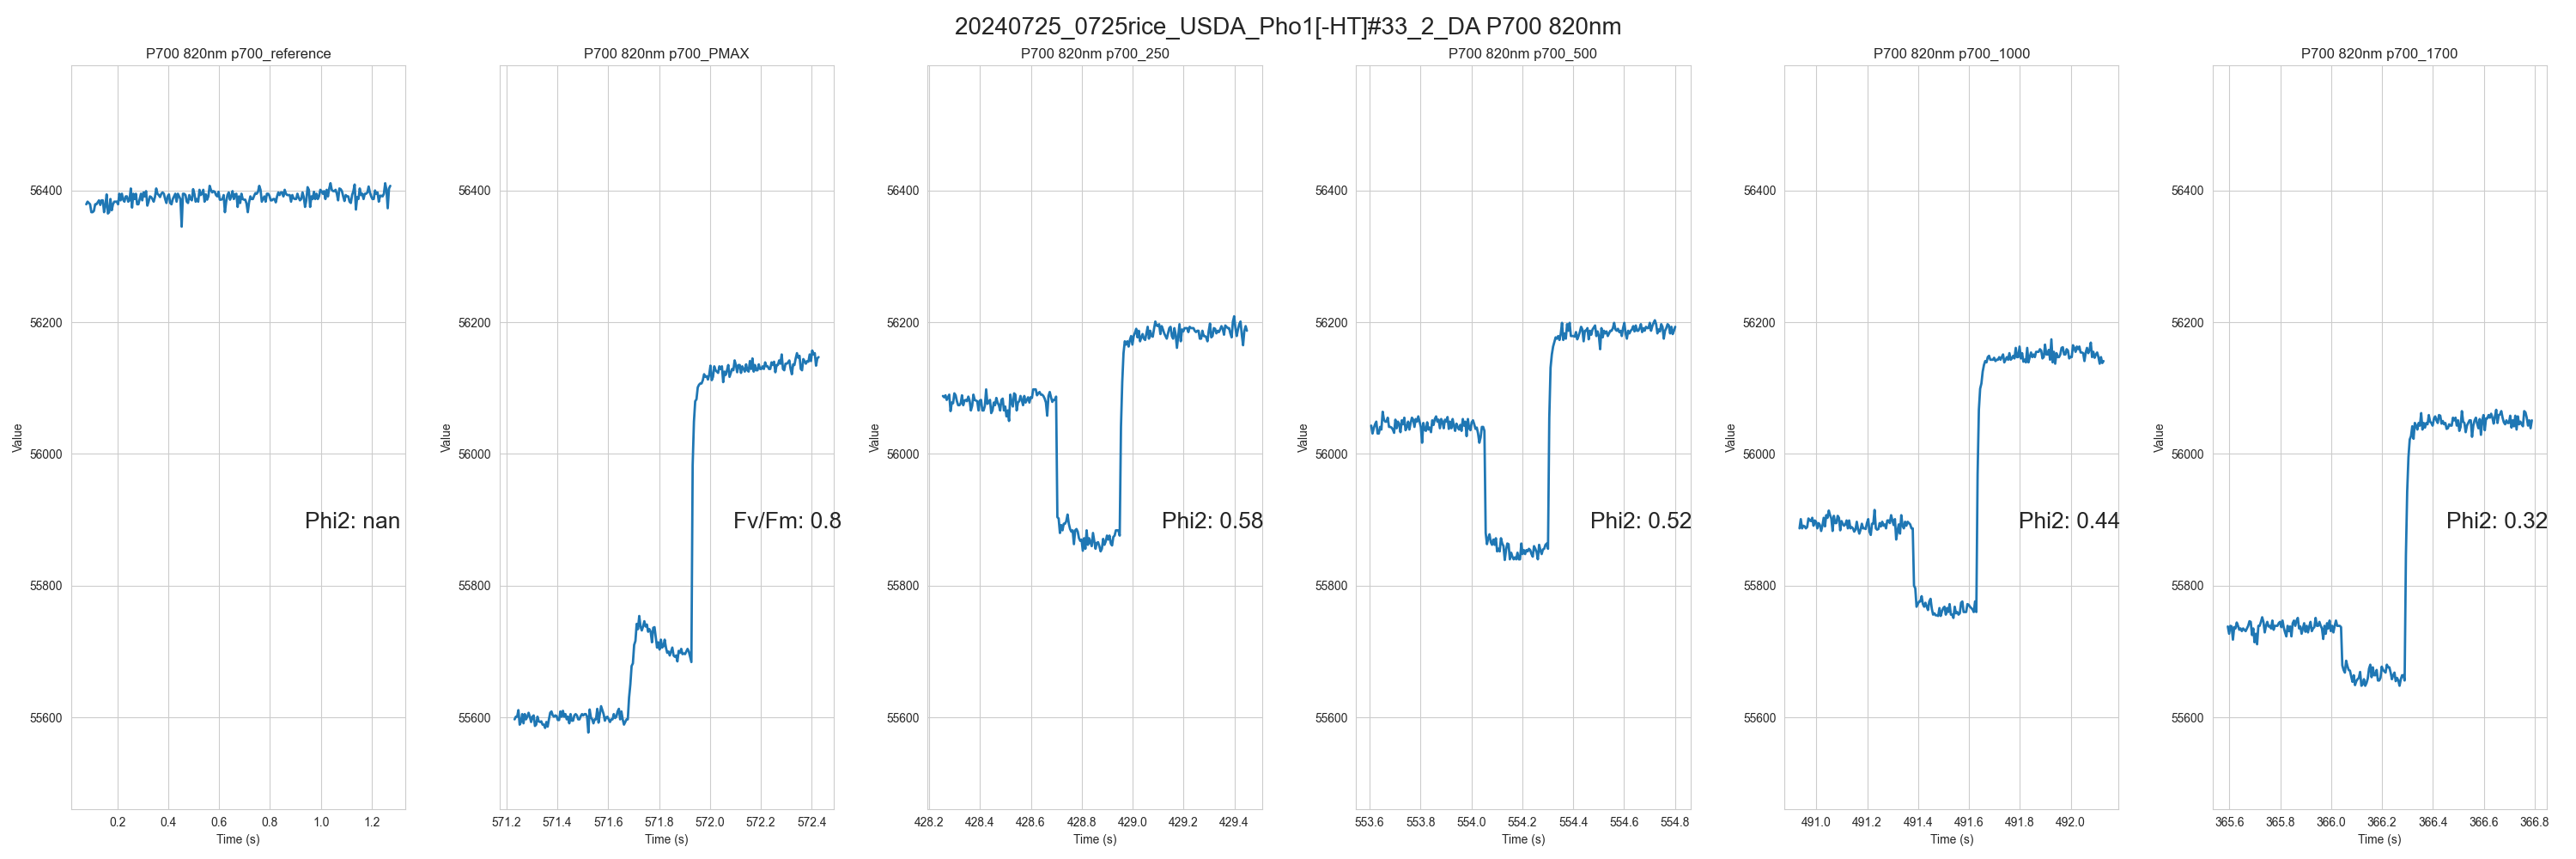 20240725_0725rice_USDA_Pho1[-HT]#33_2_DA P700 820nm
P700 820nm p700_reference
56400
56200
56000
55800
55600
Value
Phi2: nan
0.2 0.4 0.6 0.8 1.0 1.2
Time (s)
P700 820nm p700_PMAX
56400
56200
56000
55800
55600
Value
Fv/Fm: 0.8
571.2 571.4 571.6 571.8 572.0 572.2 572.4
Time (s)
P700 820nm p700_250
56400
56200
56000
55800
55600
Value
Phi2: 0.58
428.2 428.4 428.6 428.8 429.0 429.2 429.4
Time (s)
P700 820nm p700_500
56400
56200
56000
55800
55600
Value
Phi2: 0.52
553.6 553.8 554.0 554.2 554.4 554.6 554.8
Time (s)
P700 820nm p700_1000
56400
56200
56000
55800
55600
Value
Phi2: 0.44
491.0 491.2 491.4 491.6 491.8 492.0
Time (s)
P700 820nm p700_1700
56400
56200
56000
55800
55600
Value
Phi2: 0.32
365.6 365.8 366.0 366.2 366.4 366.6 366.8
Time (s)